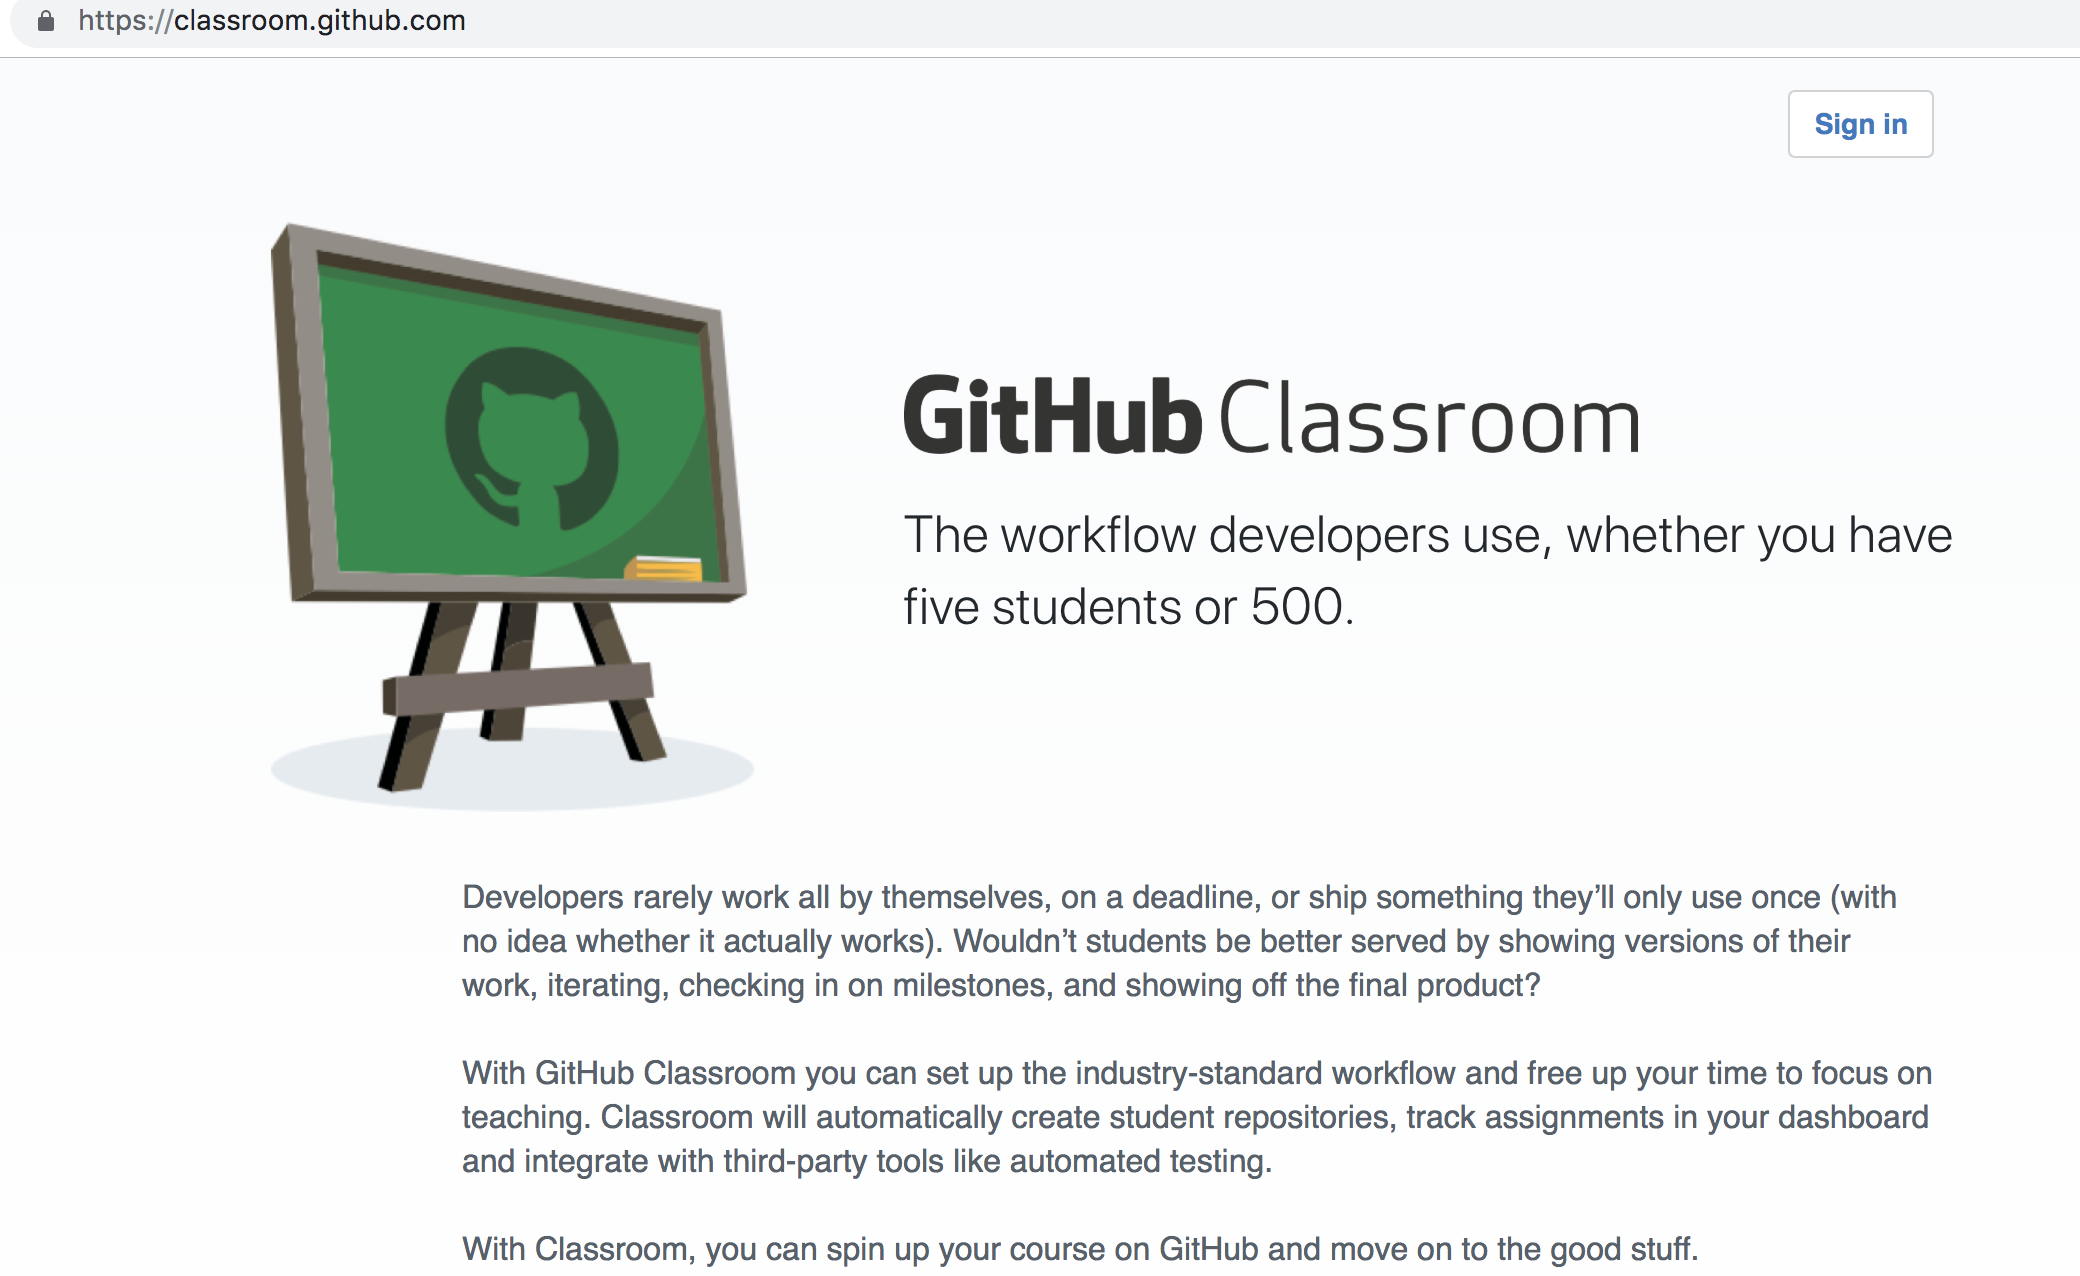 https://classroom.github.com
Sign in
GitHub Classroom
The workflow developers use, whether you have
five students or 500.
Developers rarely work all by themselves, on a deadline, or ship something they’ll only use once (with
no idea whether it actually works). Wouldn’t students be better served by showing versions of their
work, iterating, checking in on milestones, and showing off the final product?
With GitHub Classroom you can set up the industry-standard workflow and free up your time to focus on
teaching. Classroom will automatically create student repositories, track assignments in your dashboard
and integrate with third-party tools like automated testing.
With Classroom, you can spin up your course on GitHub and move on to the good stuff.